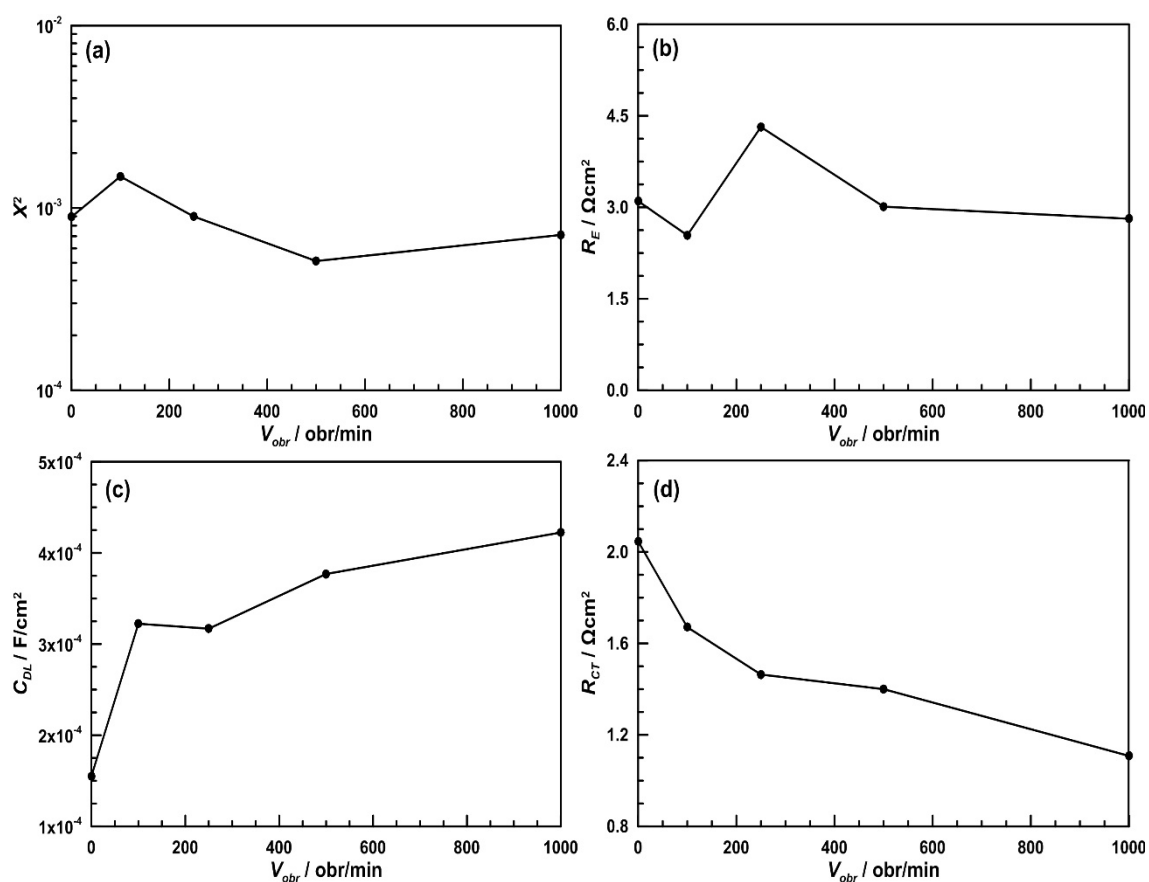 (a)
10⁻²
10⁻³
10⁻⁴
X²
0 200 400 600 800 1000
V_obr / obr/min
(b)
6.0
4.5
3.0
1.5
0.0
R_E / Ωcm²
0 200 400 600 800 1000
V_obr / obr/min
(c)
5x10⁻⁴
4x10⁻⁴
3x10⁻⁴
2x10⁻⁴
1x10⁻⁴
C_DL / F/cm²
0 200 400 600 800 1000
V_obr / obr/min
(d)
2.4
2.0
1.6
1.2
0.8
R_CT / Ωcm²
0 200 400 600 800 1000
V_obr / obr/min